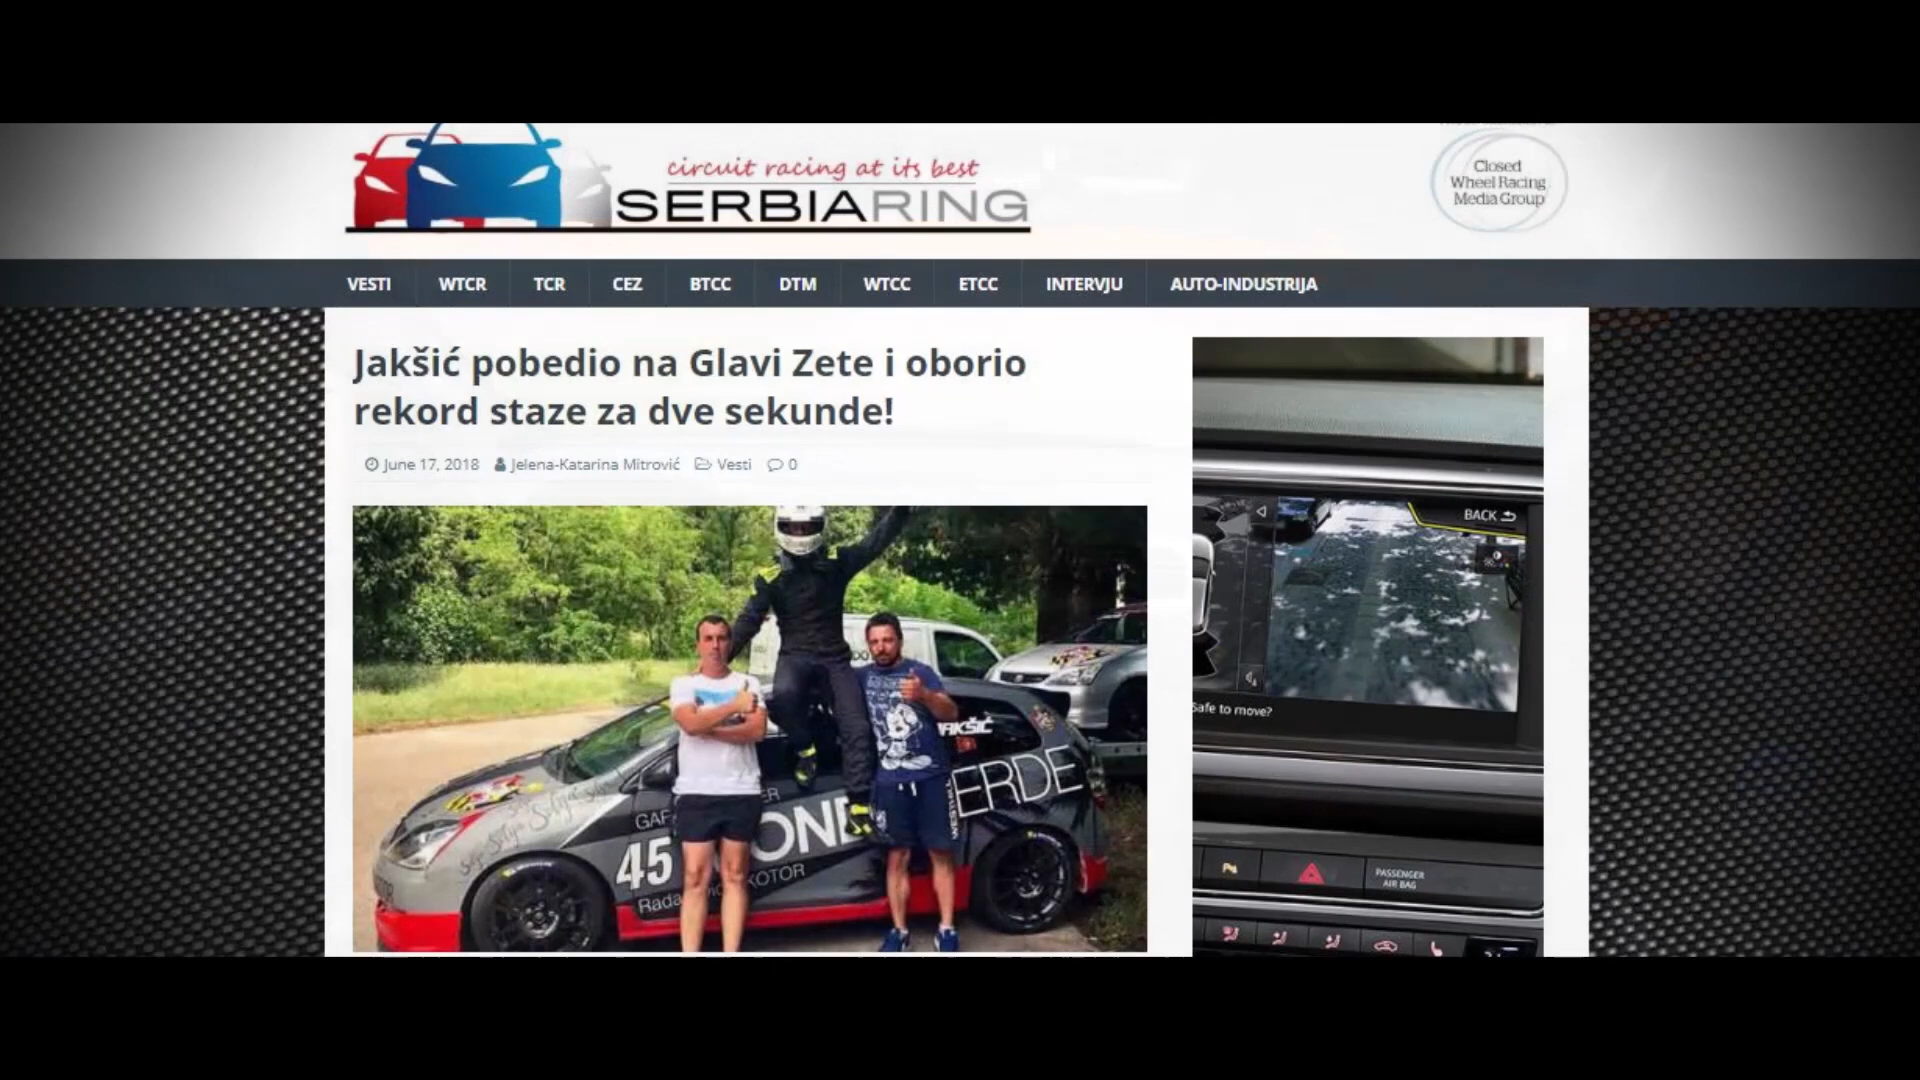 circuit racing at its best
SERBIARING
Closed
Wheel Racing
Media Group
VESTI WTCR TCR CEZ BTCC DTM WTCC ETCC INTERVJU AUTO-INDUSTRIJA
Jakšić pobedio na Glavi Zete i oborio
rekord staze za dve sekunde!
June 17, 2018 Jelena-Katarina Mitrović Vesti 0
BACK
Safe to move?
PASSENGER
AIR BAG
JAKŠIĆ
ERDE
45
KOTOR